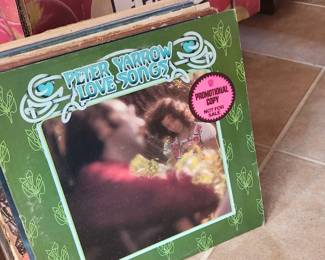 PETER YARROW
LOVE SONGS
PROMOTIONAL
COPY
NOT FOR
SALE